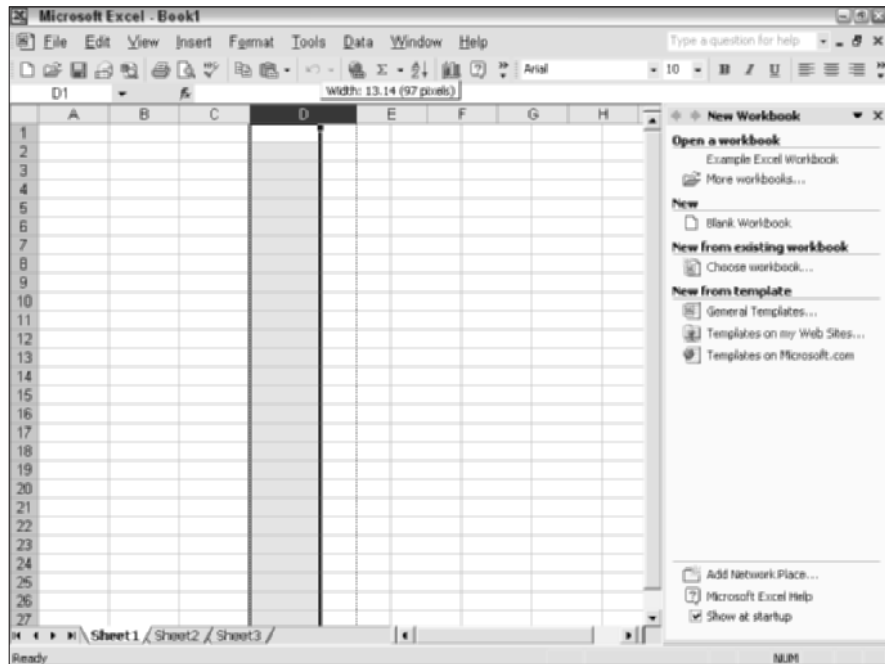 Microsoft Excel - Book1
File Edit View Insert Format Tools Data Window Help
Type a question for help
Arial 10 B I U
D1 fx Width: 13.14 (97 pixels)
A B C D E F G H
1
2
3
4
5
6
7
8
9
10
11
12
13
14
15
16
17
18
19
20
21
22
23
24
25
26
27
New Workbook
Open a workbook
Example Excel Workbook
More workbooks...
New
Blank Workbook
New from existing workbook
Choose workbook...
New from template
General Templates...
Templates on my Web Sites...
Templates on Microsoft.com
Add Network Place...
Microsoft Excel Help
Show at startup
Sheet1 Sheet2 Sheet3
Ready NUM